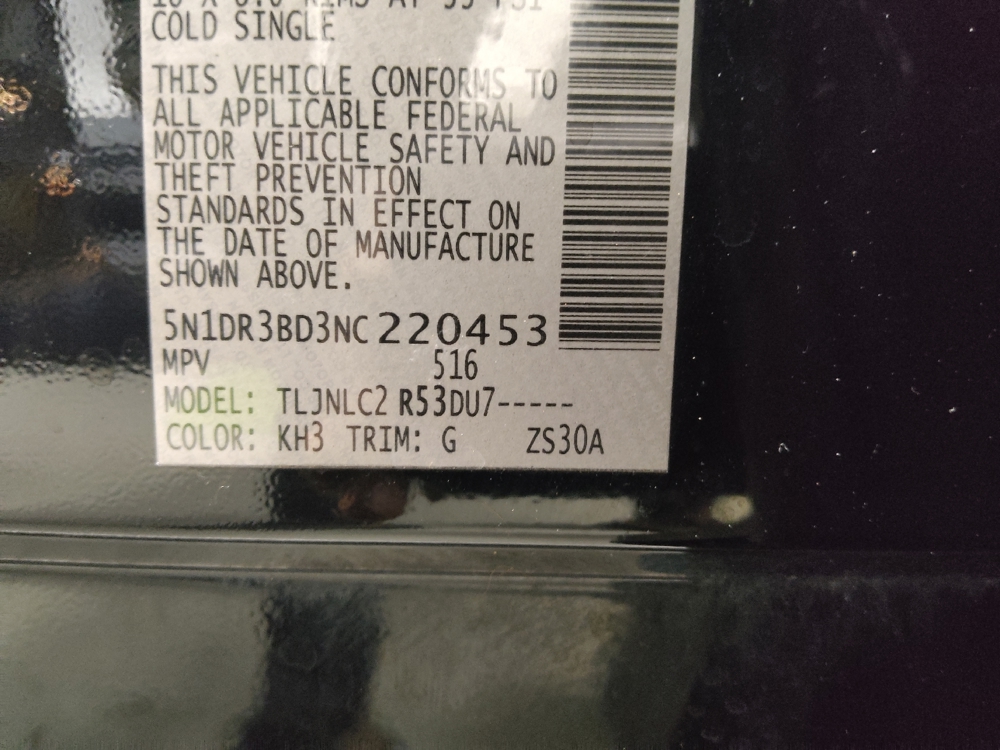 COLD SINGLE
THIS VEHICLE CONFORMS TO
ALL APPLICABLE FEDERAL
MOTOR VEHICLE SAFETY AND
THEFT PREVENTION
STANDARDS IN EFFECT ON
THE DATE OF MANUFACTURE
SHOWN ABOVE.
5N1DR3BD3NC220453
MPV 516
MODEL: TLJNLC2 R53DU7-----
COLOR: KH3 TRIM: G ZS30A